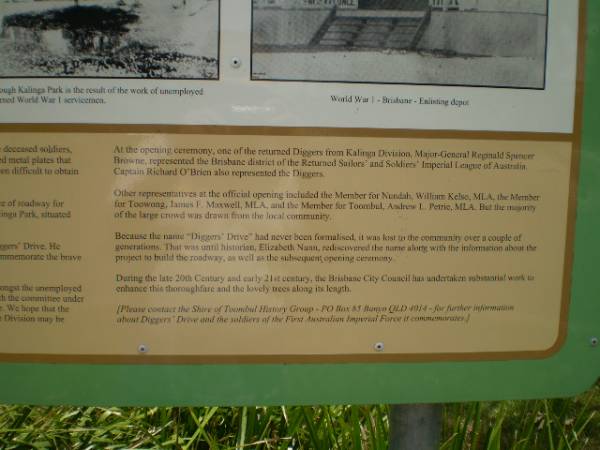 ough Kalinga Park is the result of the work of unemployed
rned World War 1 servicemen.
World War 1 - Brisbane - Enlisting depot
deceased soldiers,
ed metal plates that
en difficult to obtain
e of roadway for
inga Park, situated
ggers' Drive. He
mmemorate the brave
ongst the unemployed
th the committee under
e. We hope that the
Division may be
At the opening ceremony, one of the returned Diggers from Kalinga Division, Major-General Reginald Spencer
Browne, represented the Brisbane district of the Returned Sailors' and Soldiers' Imperial League of Australia.
Captain Richard O'Brien also represented the Diggers.
Other representatives at the official opening included the Member for Nundah, William Kelso, MLA, the Member
for Toowong, James F. Maxwell, MLA, and the Member for Toombul, Andrew L. Petrie, MLA. But the majority
of the large crowd was drawn from the local community.
Because the name "Diggers' Drive" had never been formalised, it was lost to the community over a couple of
generations. That was until historian, Elizabeth Nunn, rediscovered the name along with the information about the
project to build the roadway, as well as the subsequent opening ceremony.
During the late 20th Century and early 21st century, the Brisbane City Council has undertaken substantial work to
enhance this thoroughfare and the lovely trees along its length.
[Please contact the Shire of Toombul History Group - PO Box 85 Banyo QLD 4014 - for further information
about Diggers' Drive and the soldiers of the First Australian Imperial Force it commemorates.]